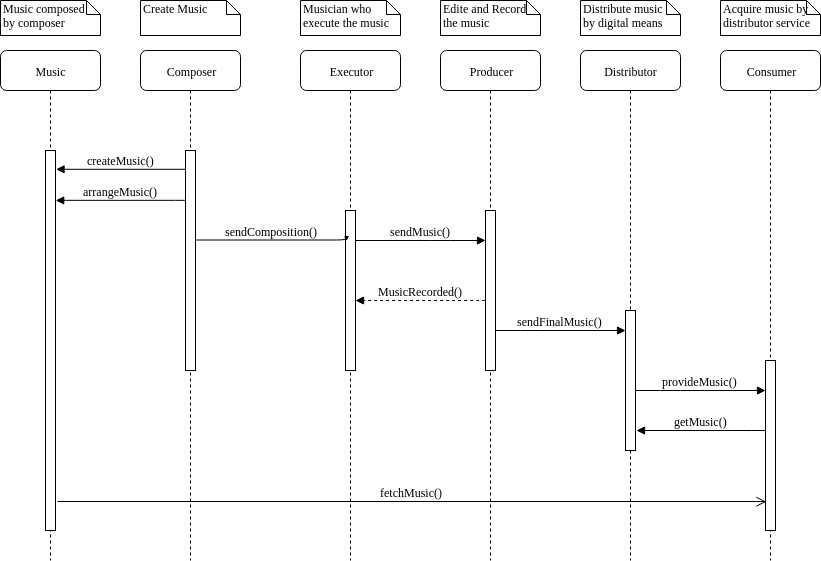 Music composed
by composer
Create Music
Musician who
execute the music
Edite and Record
the music
Distribute music
by digital means
Acquire music by
distributor service
Music
Composer
Executor
Producer
Distributor
Consumer
createMusic()
arrangeMusic()
sendComposition()
sendMusic()
MusicRecorded()
sendFinalMusic()
provideMusic()
getMusic()
fetchMusic()